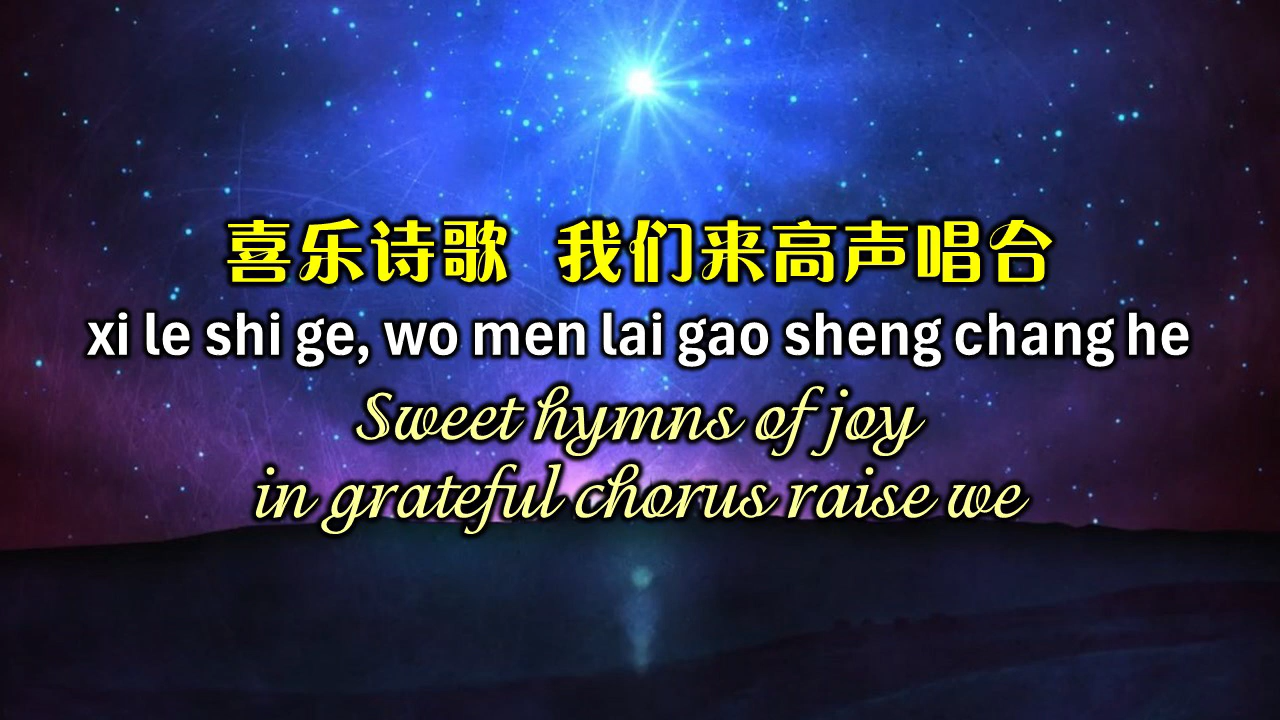 喜乐诗歌 我们来高声唱合
xi le shi ge, wo men lai gao sheng chang he
Sweet hymns of joy
in grateful chorus raise we